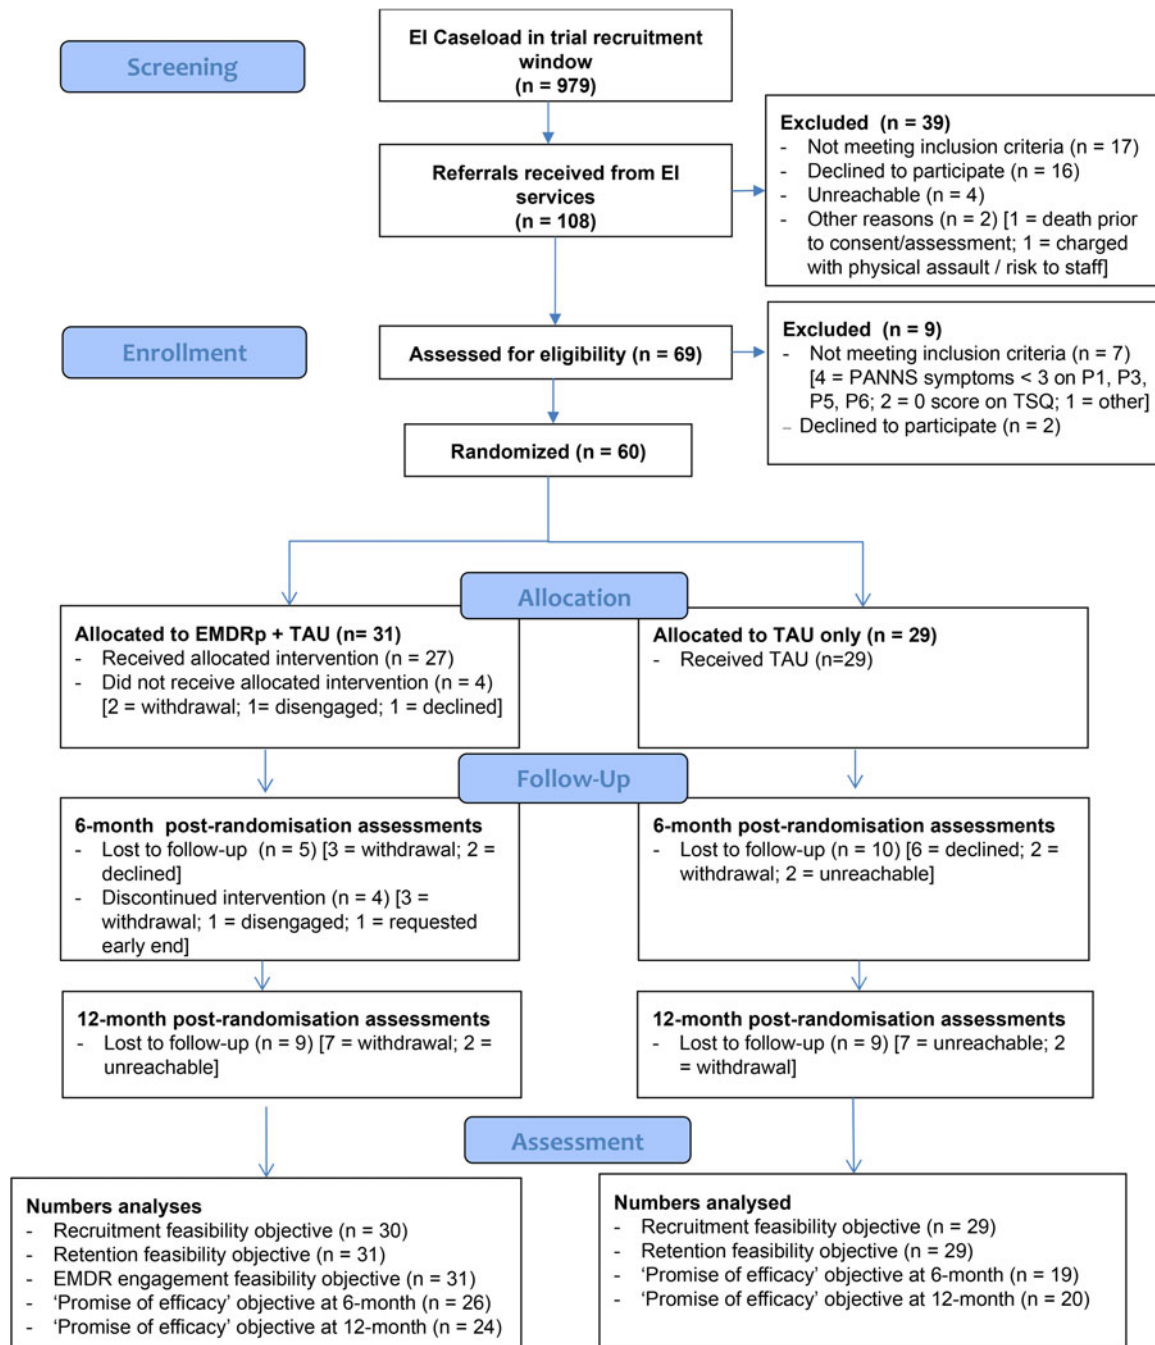 Screening
EI Caseload in trial recruitment
window
(n = 979)
Excluded (n = 39)
- Not meeting inclusion criteria (n = 17)
- Declined to participate (n = 16)
- Unreachable (n = 4)
- Other reasons (n = 2) [1 = death prior
to consent/assessment; 1 = charged
with physical assault / risk to staff]
Referrals received from EI
services
(n = 108)
Enrollment
Assessed for eligibility (n = 69)
Excluded (n = 9)
- Not meeting inclusion criteria (n = 7)
[4 = PANNS symptoms < 3 on P1, P3,
P5, P6; 2 = 0 score on TSQ; 1 = other]
– Declined to participate (n = 2)
Randomized (n = 60)
Allocation
Allocated to EMDRp + TAU (n= 31)
- Received allocated intervention (n = 27)
- Did not receive allocated intervention (n = 4)
[2 = withdrawal; 1= disengaged; 1 = declined]
Allocated to TAU only (n = 29)
- Received TAU (n=29)
Follow-Up
6-month post-randomisation assessments
- Lost to follow-up (n = 5) [3 = withdrawal; 2 =
declined]
- Discontinued intervention (n = 4) [3 =
withdrawal; 1 = disengaged; 1 = requested
early end]
6-month post-randomisation assessments
- Lost to follow-up (n = 10) [6 = declined; 2 =
withdrawal; 2 = unreachable]
12-month post-randomisation assessments
- Lost to follow-up (n = 9) [7 = withdrawal; 2 =
unreachable]
12-month post-randomisation assessments
- Lost to follow-up (n = 9) [7 = unreachable; 2
= withdrawal]
Assessment
Numbers analyses
- Recruitment feasibility objective (n = 30)
- Retention feasibility objective (n = 31)
- EMDR engagement feasibility objective (n = 31)
- ‘Promise of efficacy’ objective at 6-month (n = 26)
- ‘Promise of efficacy’ objective at 12-month (n = 24)
Numbers analysed
- Recruitment feasibility objective (n = 29)
- Retention feasibility objective (n = 29)
- ‘Promise of efficacy’ objective at 6-month (n = 19)
- ‘Promise of efficacy’ objective at 12-month (n = 20)